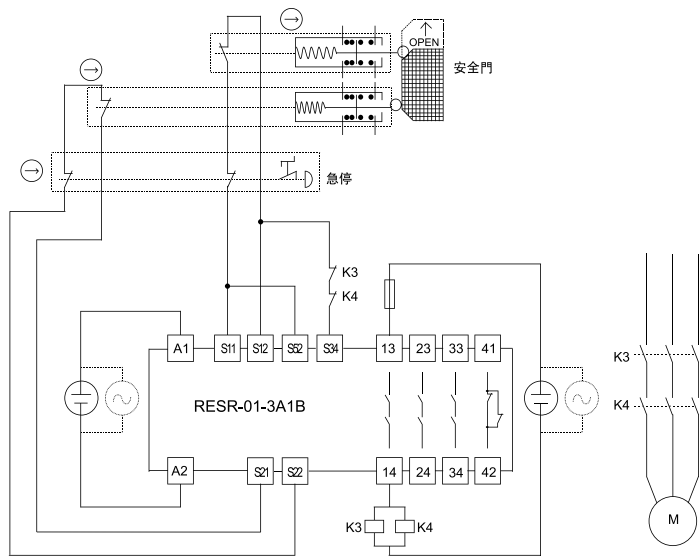 OPEN
安全門
急停
K3
K4
A1
S11
S12
S52
S34
13
23
33
41
RESR-01-3A1B
K3
K4
A2
S21
S22
14
24
34
42
K3
K4
M